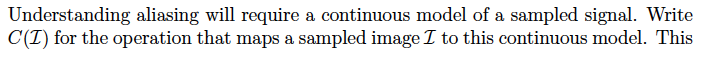 Understanding aliasing will require a continuous model of a sampled signal. Write
C(I) for the operation that maps a sampled image I to this continuous model. This